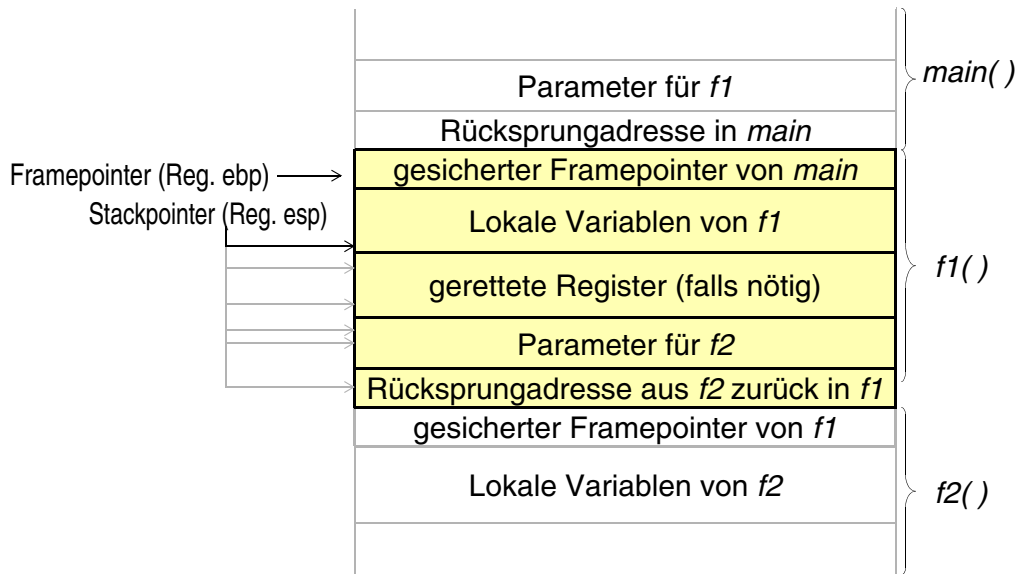 Parameter für f1
main( )
Rücksprungadresse in main
Framepointer (Reg. ebp)
gesicherter Framepointer von main
Stackpointer (Reg. esp)
Lokale Variablen von f1
f1( )
gerettete Register (falls nötig)
Parameter für f2
Rücksprungadresse aus f2 zurück in f1
gesicherter Framepointer von f1
Lokale Variablen von f2
f2( )